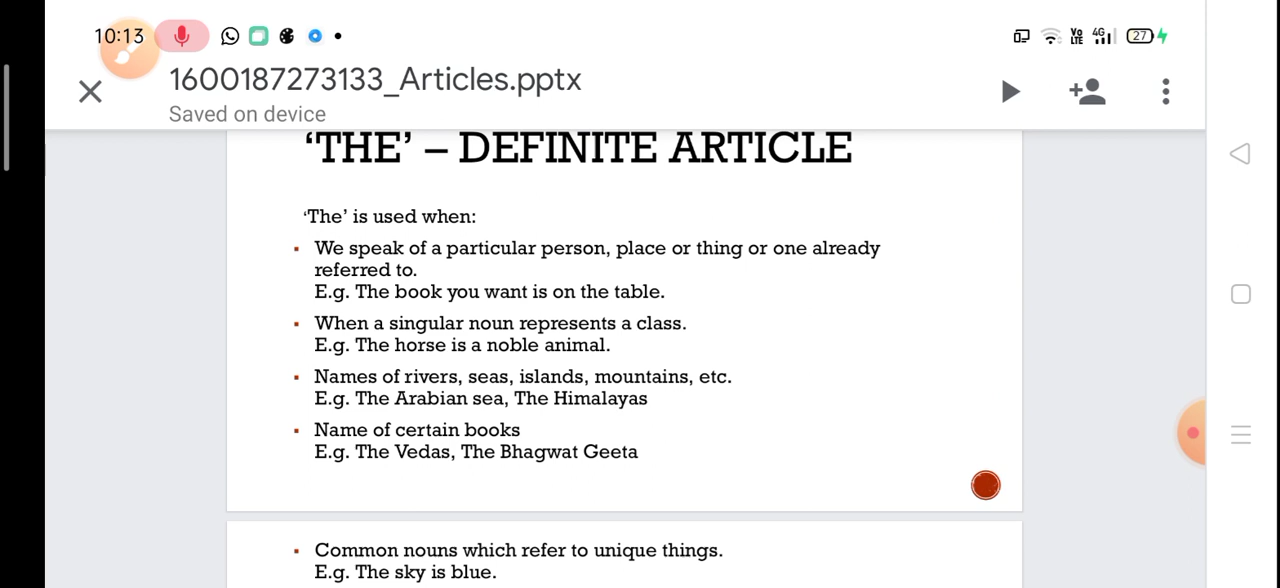 10:13
Vo LTE 4G 27
1600187273133_Articles.pptx
Saved on device
‘THE’ – DEFINITE ARTICLE
‘The’ is used when:
▪ We speak of a particular person, place or thing or one already
referred to.
E.g. The book you want is on the table.
▪ When a singular noun represents a class.
E.g. The horse is a noble animal.
▪ Names of rivers, seas, islands, mountains, etc.
E.g. The Arabian sea, The Himalayas
▪ Name of certain books
E.g. The Vedas, The Bhagwat Geeta
▪ Common nouns which refer to unique things.
E.g. The sky is blue.